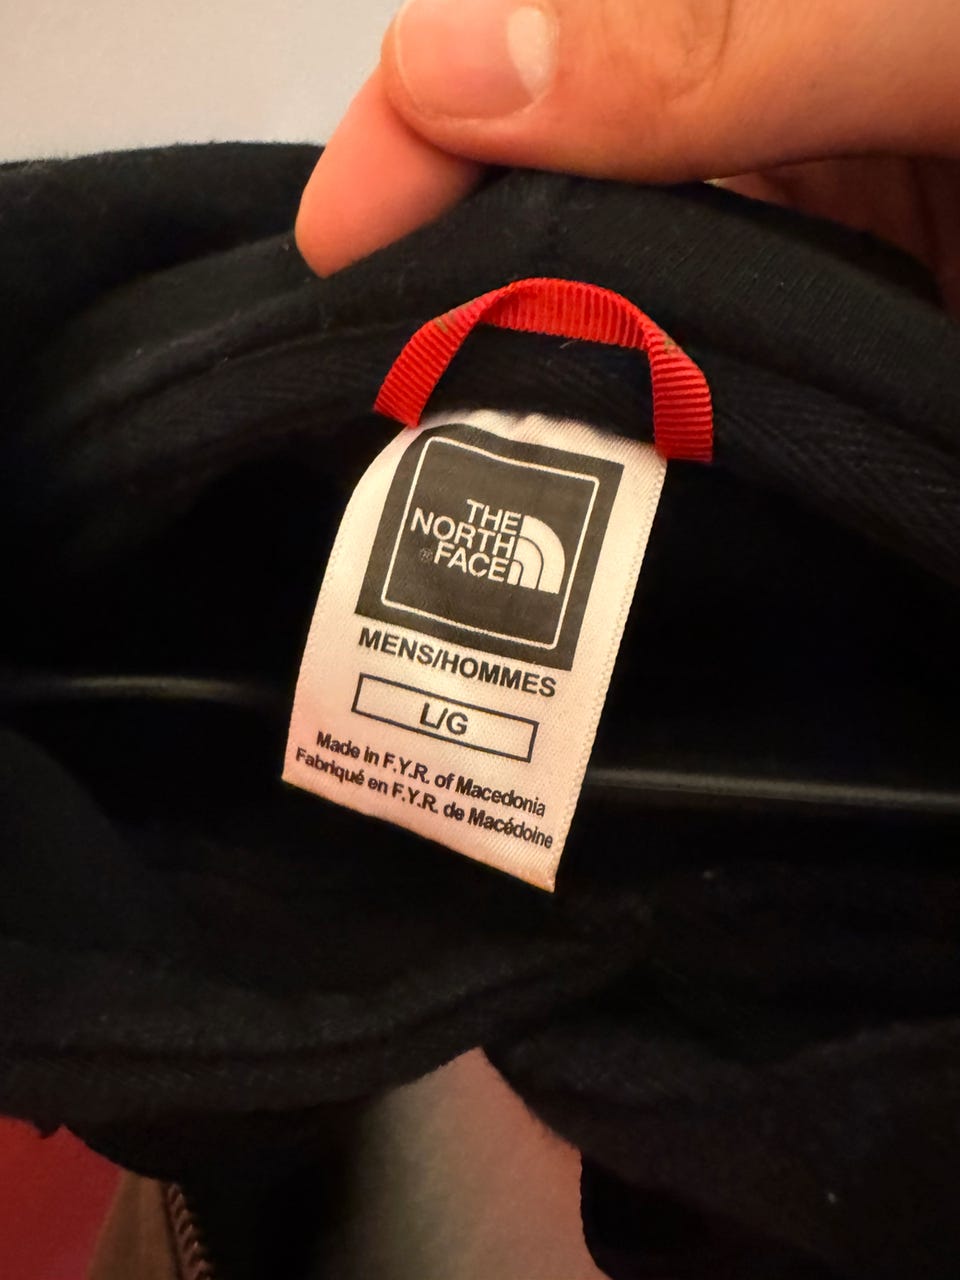 THE
NORTH
®FACE
MENS/HOMMES
L/G
Made in F.Y.R. of Macedonia
Fabriqué en F.Y.R. de Macédoine